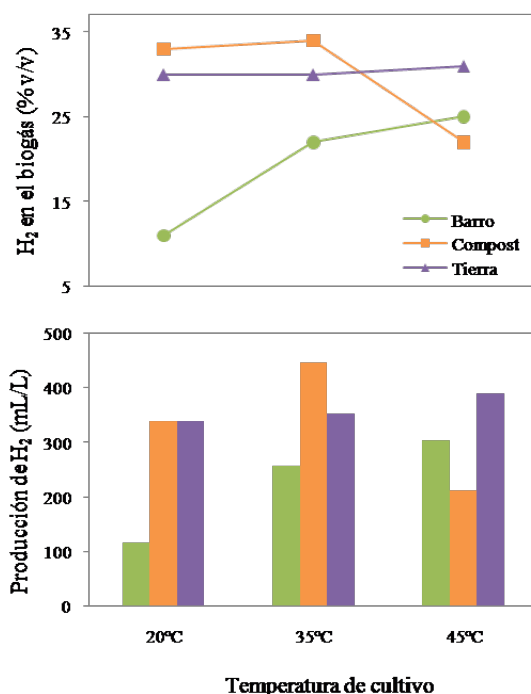 H₂ en el biogás (% v/v)
35
25
15
5
Barro
Compost
Tierra
Producción de H₂ (mL/L)
500
400
300
200
100
0
20ºC
35ºC
45ºC
Temperatura de cultivo